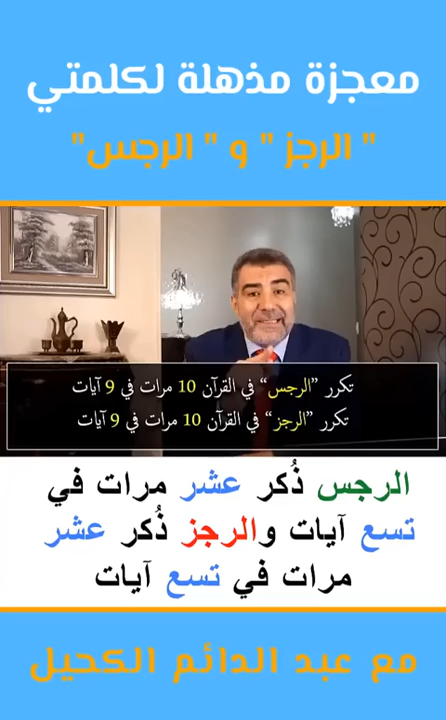 معجزة مذهلة لكلمتي
" الرجز " و " الرجس"
تكرر ”الرجس“ في القرآن 10 مرات في 9 آيات
تكرر ”الرجز“ في القرآن 10 مرات في 9 آيات
الرجس ذُكر عشر مرات في
تسع آيات والرجز ذُكر عشر
مرات في تسع آيات
مع عبد الدائم الكحيل